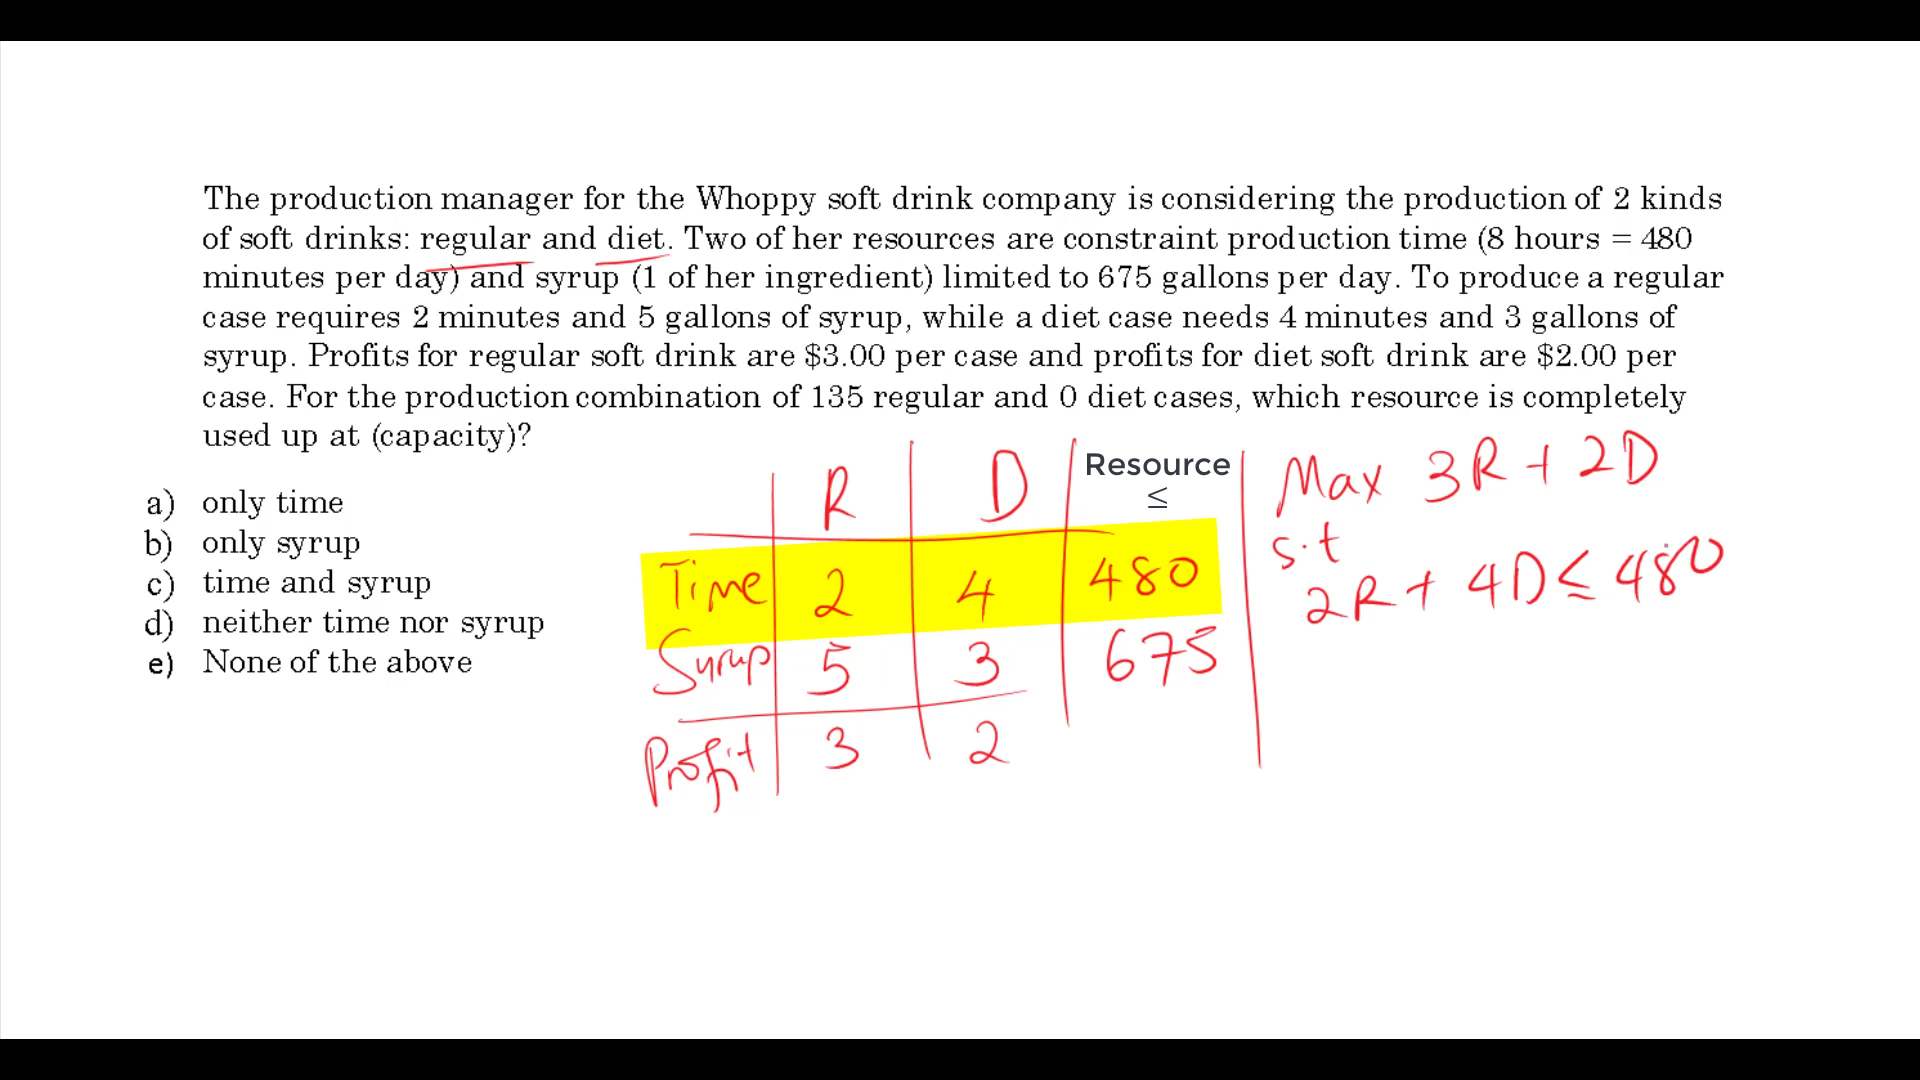 The production manager for the Whoppy soft drink company is considering the production of 2 kinds
of soft drinks: regular and diet. Two of her resources are constraint production time (8 hours = 480
minutes per day) and syrup (1 of her ingredient) limited to 675 gallons per day. To produce a regular
case requires 2 minutes and 5 gallons of syrup, while a diet case needs 4 minutes and 3 gallons of
syrup. Profits for regular soft drink are $3.00 per case and profits for diet soft drink are $2.00 per
case. For the production combination of 135 regular and 0 diet cases, which resource is completely
used up at (capacity)?
a) only time
b) only syrup
c) time and syrup
d) neither time nor syrup
e) None of the above
R D Resource
≤
Time 2 4 480
Syrup 5 3 675
Profit 3 2
Max 3R + 2D
s.t
2R + 4D ≤ 480